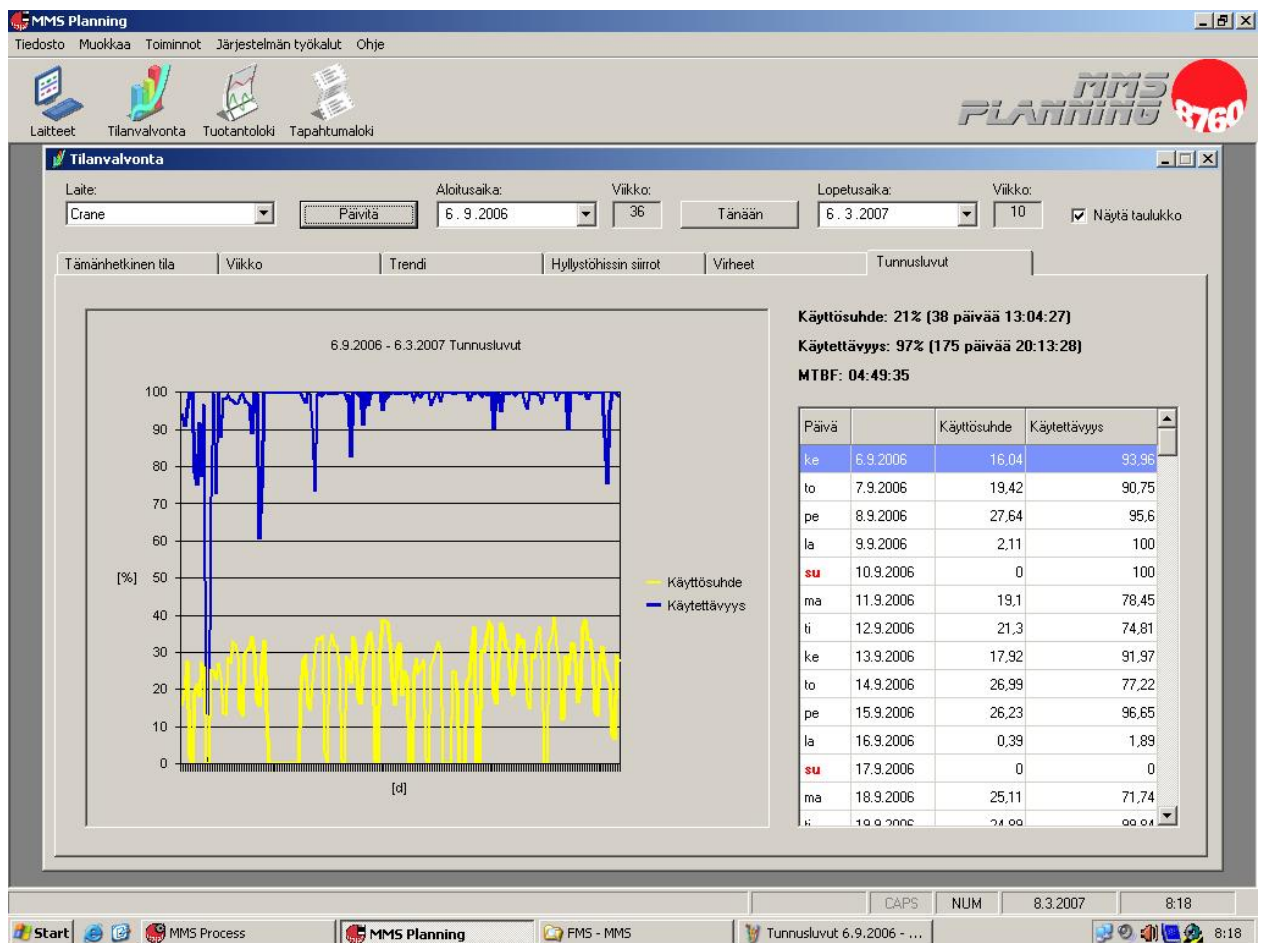 MMS Planning
Tiedosto Muokkaa Toiminnot Järjestelmän työkalut Ohje
Laitteet Tilanvalvonta Tuotantoloki Tapahtumaloki
MMS
PLANNING
8760
Tilanvalvonta
Laite: Aloitusaika: Viikko: Lopetusaika: Viikko:
Crane Päivitä 6 . 9 .2006 36 Tänään 6 . 3 .2007 10 Näytä taulukko
Tämänhetkinen tila Viikko Trendi Hyllystöhissin siirrot Virheet Tunnusluvut
Käyttösuhde: 21% (38 päivää 13:04:27)
Käytettävyys: 97% (175 päivää 20:13:28)
MTBF: 04:49:35
6.9.2006 - 6.3.2007 Tunnusluvut
100
90
80
70
60
[%] 50
40
30
20
10
0
[d]
Käyttösuhde
Käytettävyys
Päivä Käyttösuhde Käytettävyys
ke 6.9.2006 16,04 93,96
to 7.9.2006 19,42 90,75
pe 8.9.2006 27,64 95,6
la 9.9.2006 2,11 100
su 10.9.2006 0 100
ma 11.9.2006 19,1 78,45
ti 12.9.2006 21,3 74,81
ke 13.9.2006 17,92 91,97
to 14.9.2006 26,99 77,22
pe 15.9.2006 26,23 96,65
la 16.9.2006 0,39 1,89
su 17.9.2006 0 0
ma 18.9.2006 25,11 71,74
ti 19.9.2006 24,89 99,84
CAPS NUM 8.3.2007 8:18
Start MMS Process MMS Planning FMS - MMS Tunnusluvut 6.9.2006 - ... 8:18